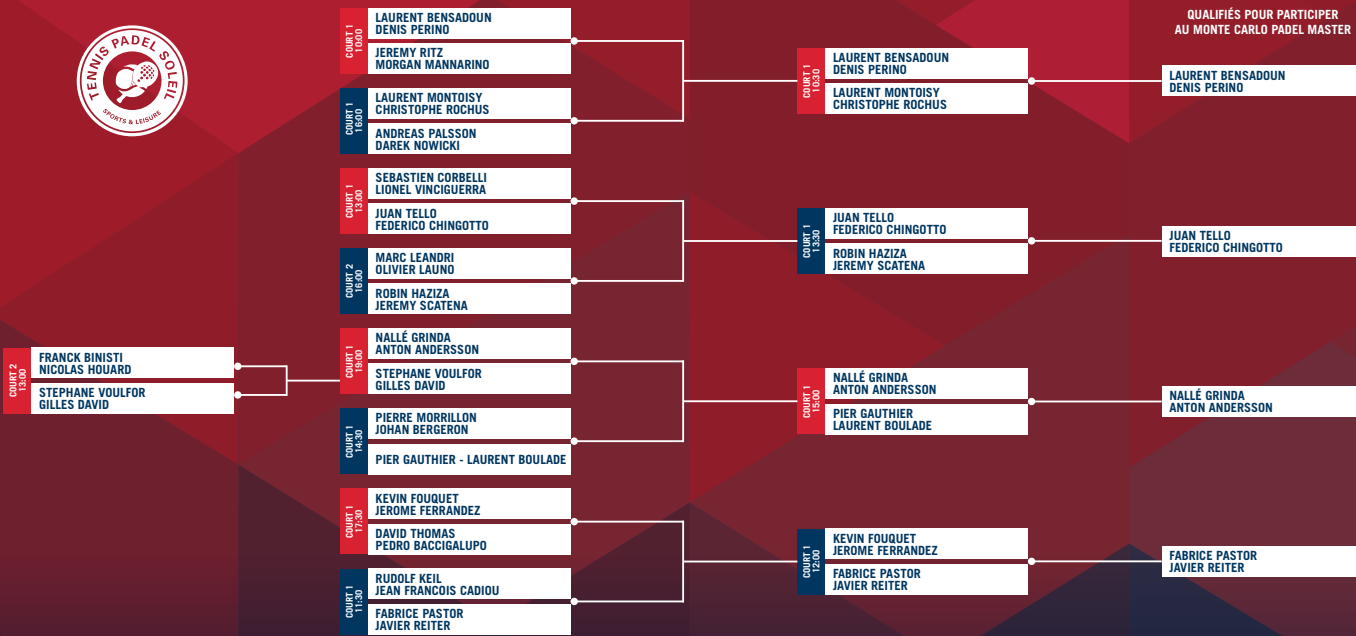 TENNIS PADEL SOLEIL
SPORTS & LEISURE
QUALIFIÉS POUR PARTICIPER
AU MONTE CARLO PADEL MASTER
COURT 2
13:00
FRANCK BINISTI
NICOLAS HOUARD
STEPHANE VOULFOR
GILLES DAVID
COURT 1
10:00
LAURENT BENSADOUN
DENIS PERINO
JEREMY RITZ
MORGAN MANNARINO
COURT 1
16:00
LAURENT MONTOISY
CHRISTOPHE ROCHUS
ANDREAS PALSSON
DAREK NOWICKI
COURT 1
13:00
SEBASTIEN CORBELLI
LIONEL VINCIGUERRA
JUAN TELLO
FEDERICO CHINGOTTO
COURT 2
16:00
MARC LEANDRI
OLIVIER LAUNO
ROBIN HAZIZA
JEREMY SCATENA
COURT 1
19:00
NALLÉ GRINDA
ANTON ANDERSSON
STEPHANE VOULFOR
GILLES DAVID
COURT 1
14:30
PIERRE MORRILLON
JOHAN BERGERON
PIER GAUTHIER - LAURENT BOULADE
COURT 1
17:30
KEVIN FOUQUET
JEROME FERRANDEZ
DAVID THOMAS
PEDRO BACCIGALUPO
COURT 1
11:30
RUDOLF KEIL
JEAN FRANCOIS CADIOU
FABRICE PASTOR
JAVIER REITER
COURT 1
10:30
LAURENT BENSADOUN
DENIS PERINO
LAURENT MONTOISY
CHRISTOPHE ROCHUS
COURT 1
13:30
JUAN TELLO
FEDERICO CHINGOTTO
ROBIN HAZIZA
JEREMY SCATENA
COURT 1
15:00
NALLÉ GRINDA
ANTON ANDERSSON
PIER GAUTHIER
LAURENT BOULADE
COURT 1
12:00
KEVIN FOUQUET
JEROME FERRANDEZ
FABRICE PASTOR
JAVIER REITER
LAURENT BENSADOUN
DENIS PERINO
JUAN TELLO
FEDERICO CHINGOTTO
NALLÉ GRINDA
ANTON ANDERSSON
FABRICE PASTOR
JAVIER REITER